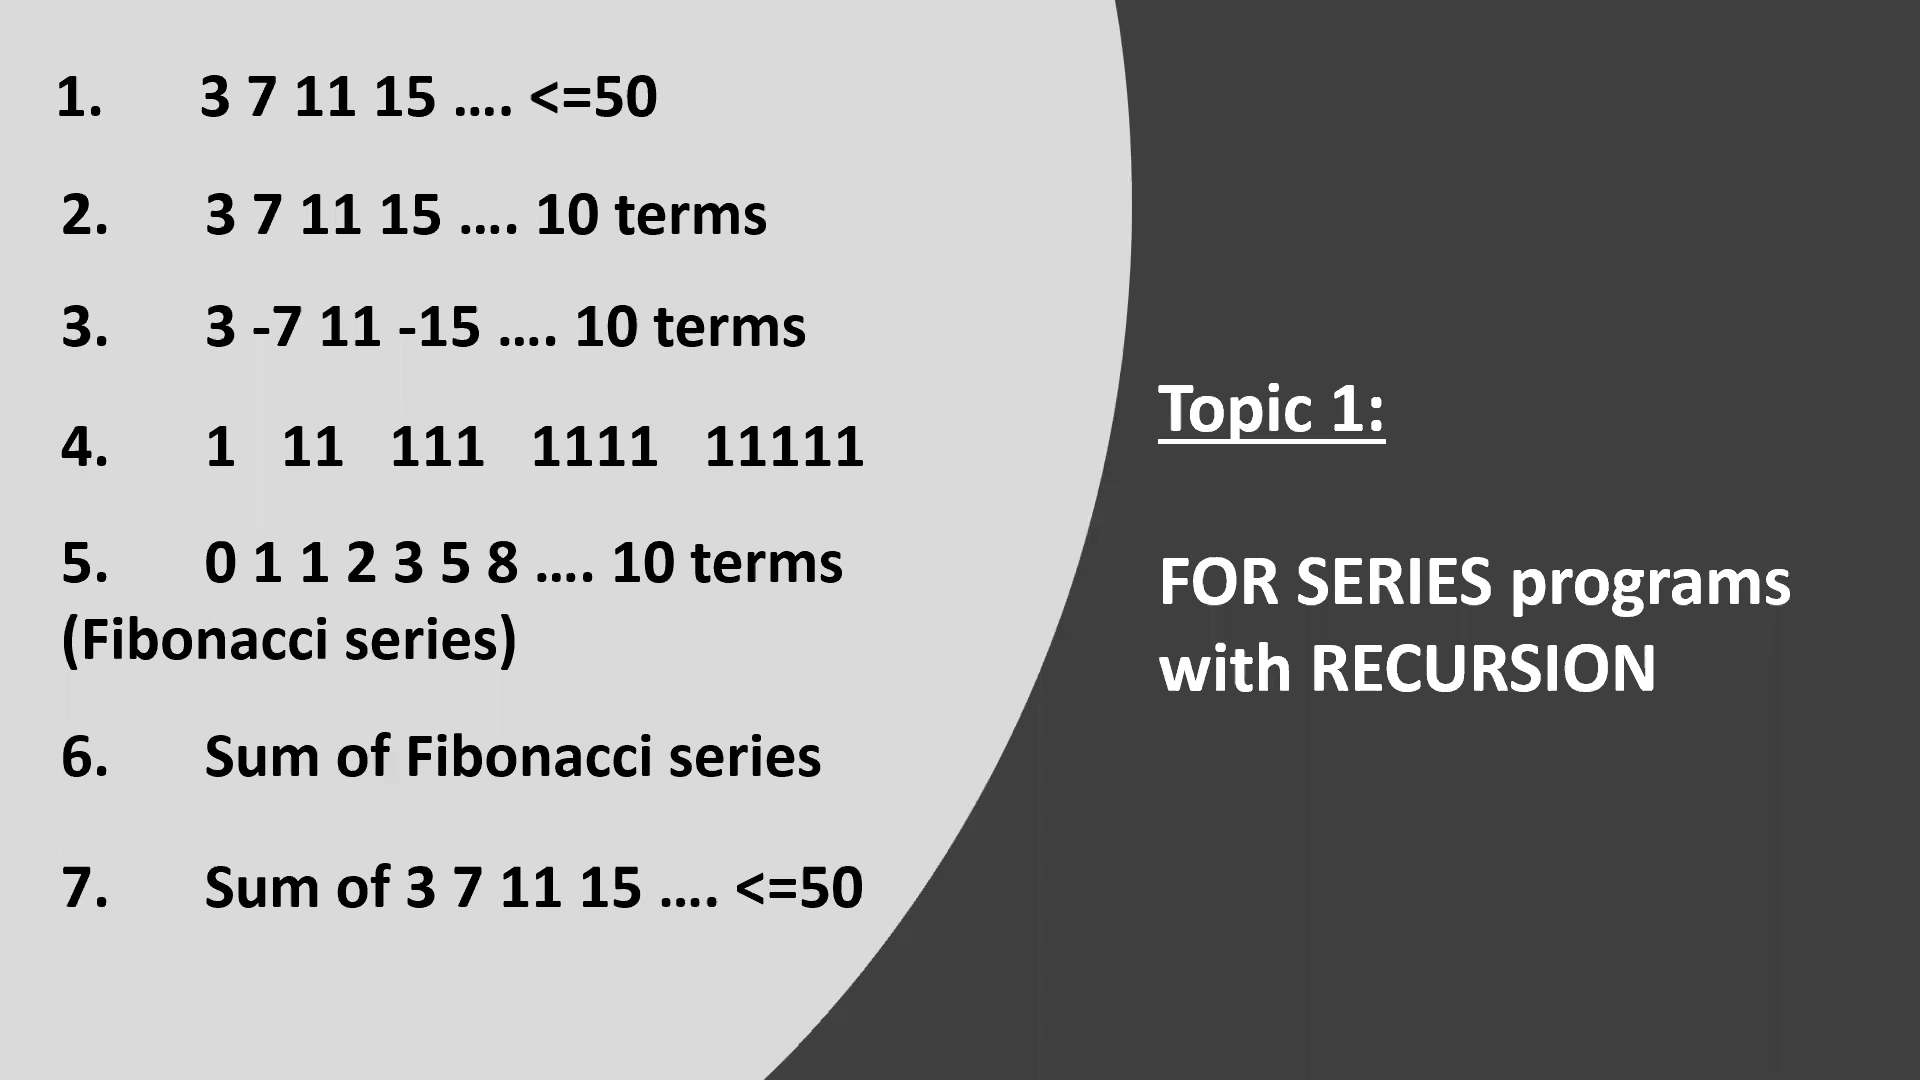 1. 3 7 11 15 .... <=50
2. 3 7 11 15 .... 10 terms
3. 3 -7 11 -15 .... 10 terms
4. 1 11 111 1111 11111
5. 0 1 1 2 3 5 8 .... 10 terms
(Fibonacci series)
6. Sum of Fibonacci series
7. Sum of 3 7 11 15 .... <=50
Topic 1:
FOR SERIES programs
with RECURSION